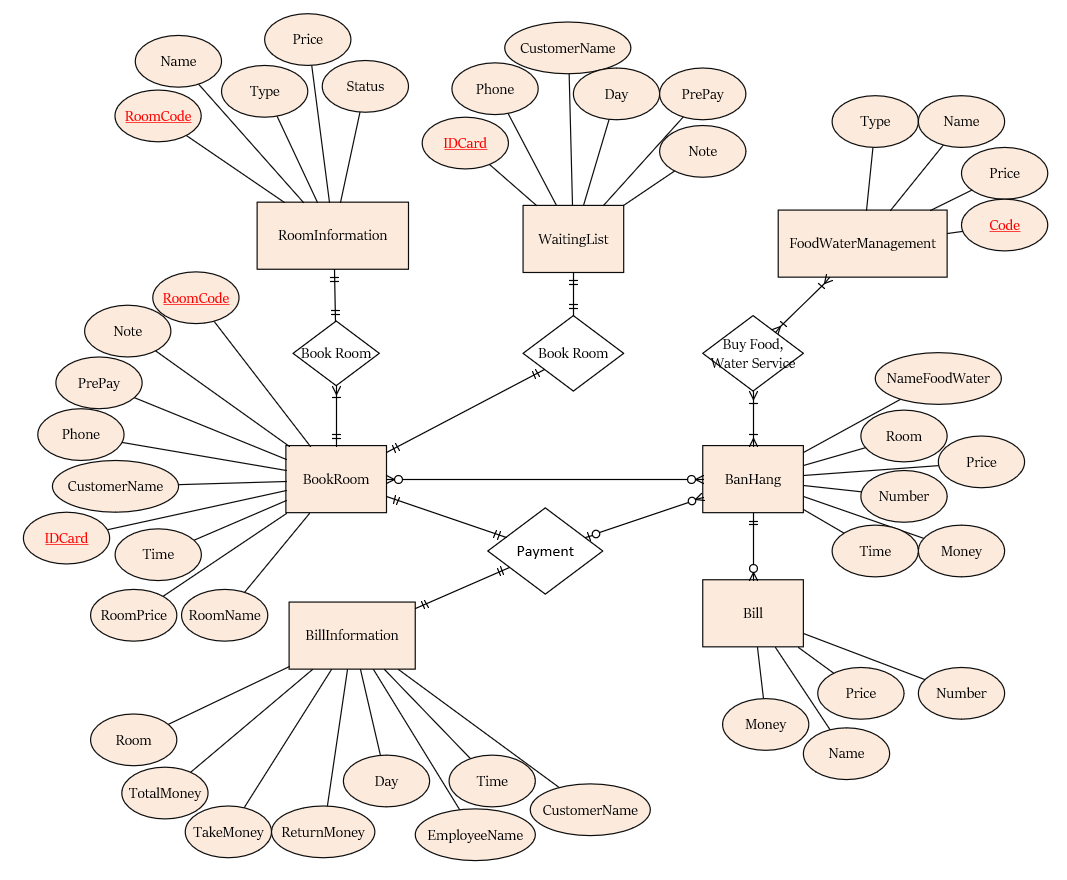 Price
CustomerName
Name
Type
Status
Phone
Day
PrePay
RoomCode
IDCard
Note
Type
Name
Price
Code
RoomInformation
WaitingList
FoodWaterManagement
RoomCode
Note
PrePay
Phone
CustomerName
IDCard
Time
RoomPrice
RoomName
Book Room
Book Room
Buy Food,
Water Service
NameFoodWater
Room
Price
Number
Time
Money
BookRoom
BanHang
Payment
BillInformation
Bill
Price
Number
Money
Name
Room
TotalMoney
TakeMoney
ReturnMoney
Day
Time
EmployeeName
CustomerName